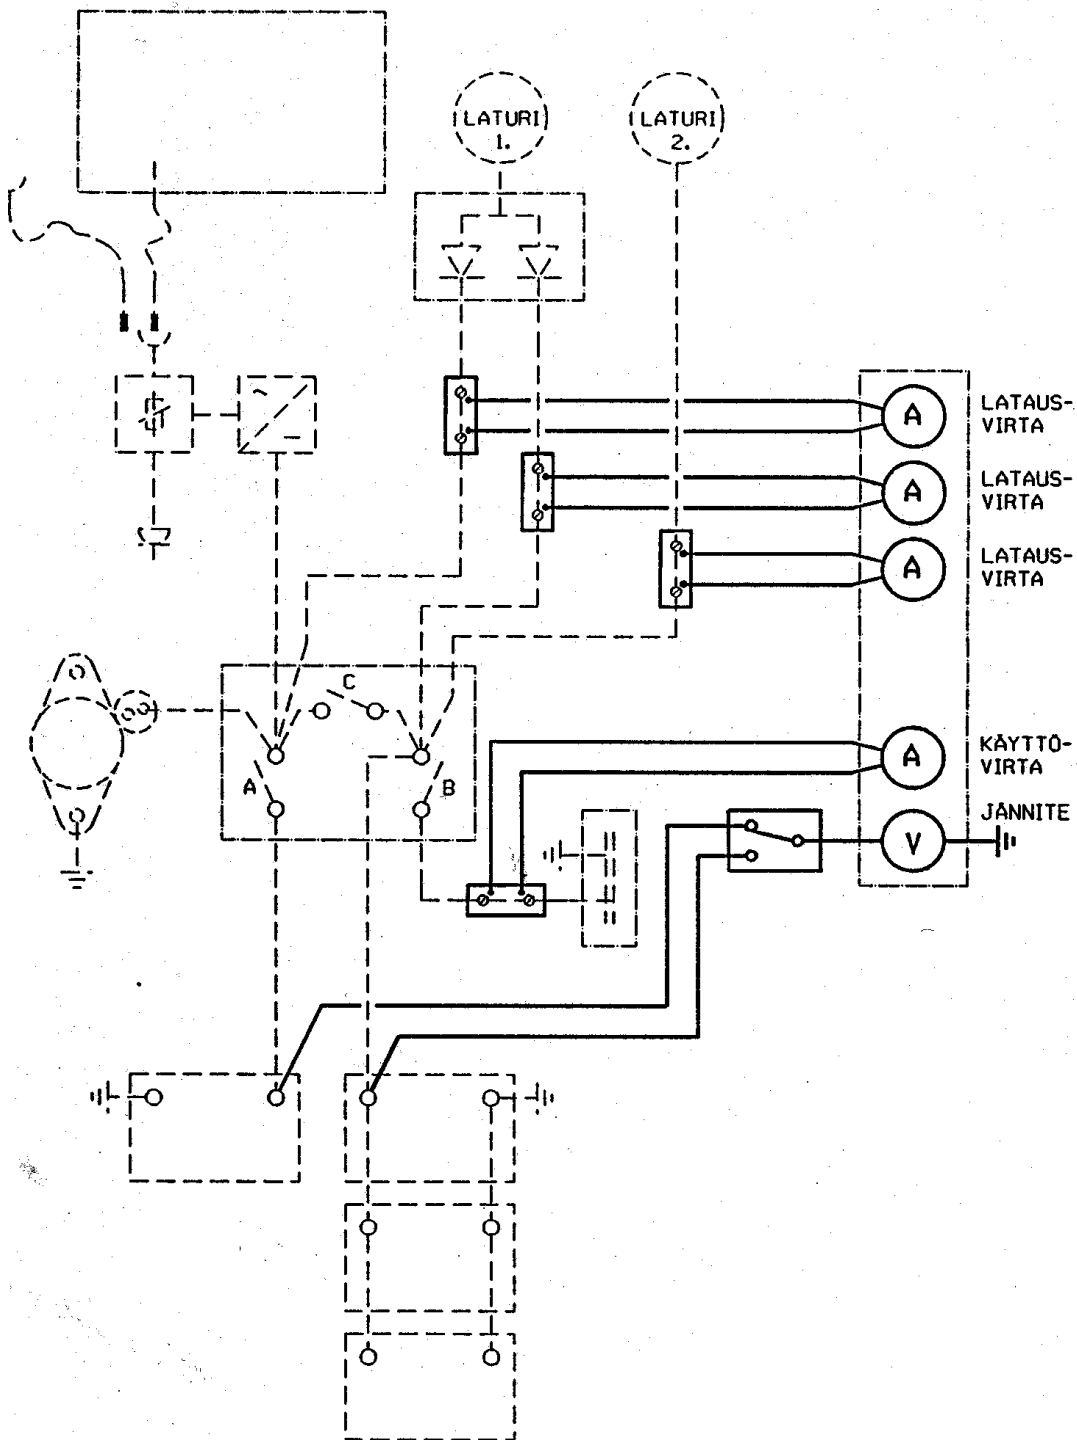 LATURI
1.
LATURI
2.
A
LATAUS-
VIRTA
A
LATAUS-
VIRTA
A
LATAUS-
VIRTA
C
A
B
A
KÄYTTÖ-
VIRTA
JÄNNITE
V